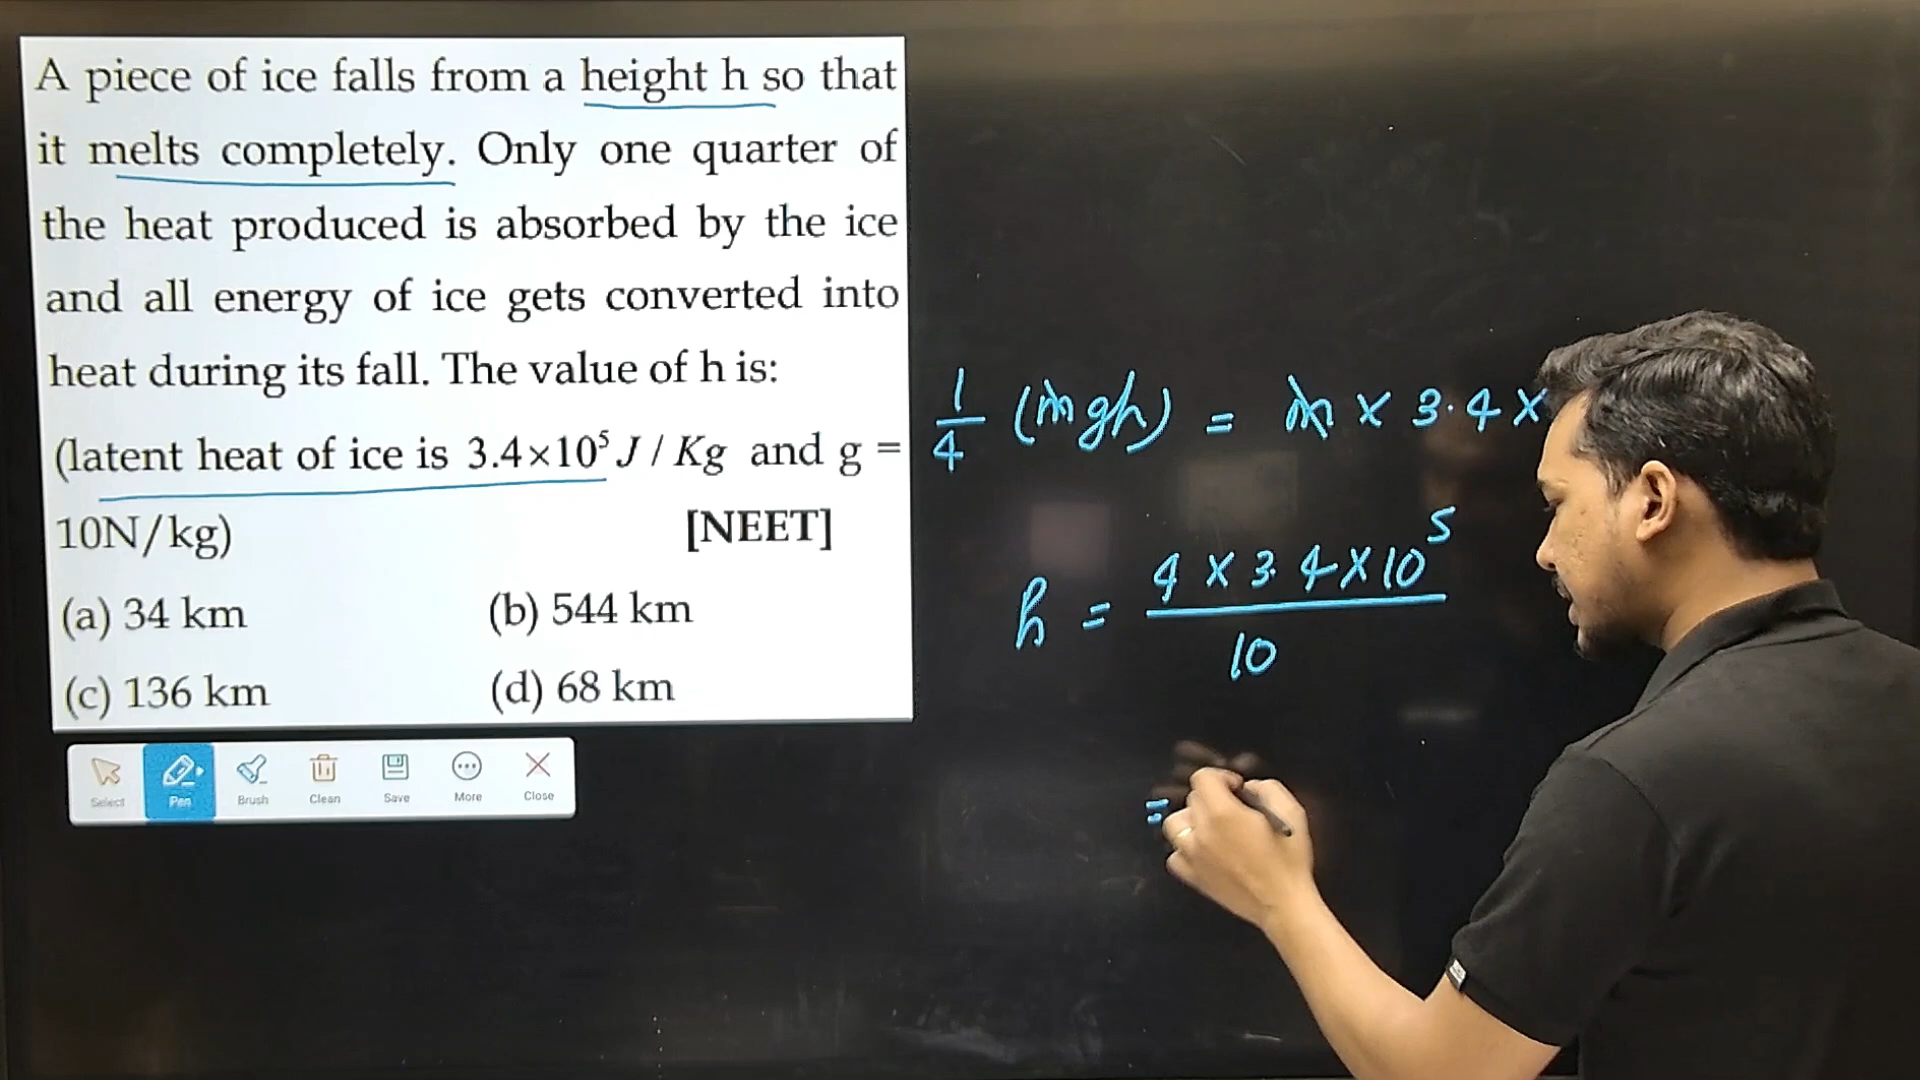 A piece of ice falls from a height h so that
it melts completely. Only one quarter of
the heat produced is absorbed by the ice
and all energy of ice gets converted into
heat during its fall. The value of h is:
(latent heat of ice is 3.4×10⁵ J / Kg and g =
10N/kg) [NEET]
(a) 34 km (b) 544 km
(c) 136 km (d) 68 km
Select Pen Brush Clean Save More Close
1/4 (mgh) = m × 3.4 ×
h = 4 × 3.4 × 10⁵ / 10
=